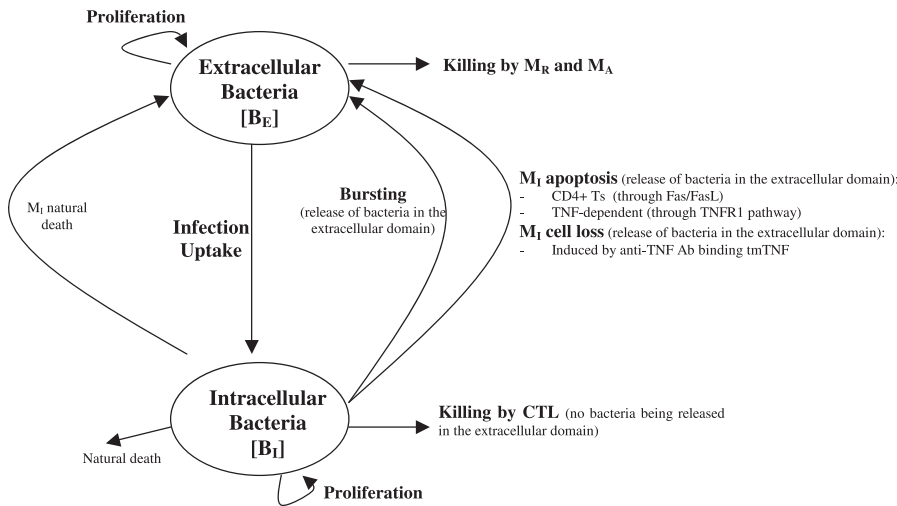 Proliferation
Extracellular
Bacteria
[B_E]
Killing by M_R and M_A
M_I natural
death
Infection
Uptake
Bursting
(release of bacteria in the
extracellular domain)
M_I apoptosis (release of bacteria in the extracellular domain):
- CD4+ Ts (through Fas/FasL)
- TNF-dependent (through TNFR1 pathway)
M_I cell loss (release of bacteria in the extracellular domain):
- Induced by anti-TNF Ab binding tmTNF
Intracellular
Bacteria
[B_I]
Killing by CTL (no bacteria being released
in the extracellular domain)
Natural death
Proliferation